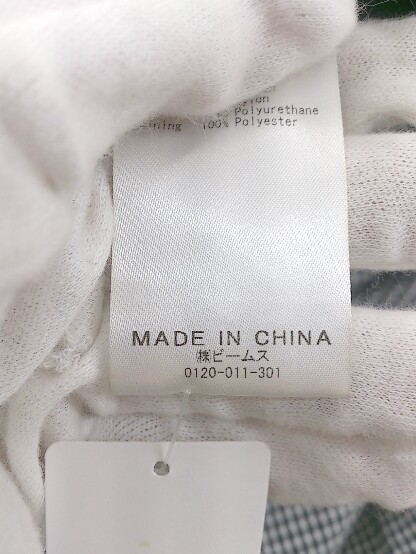 Polyurethane
100% Polyester
MADE IN CHINA
㈱ビームス
0120-011-301